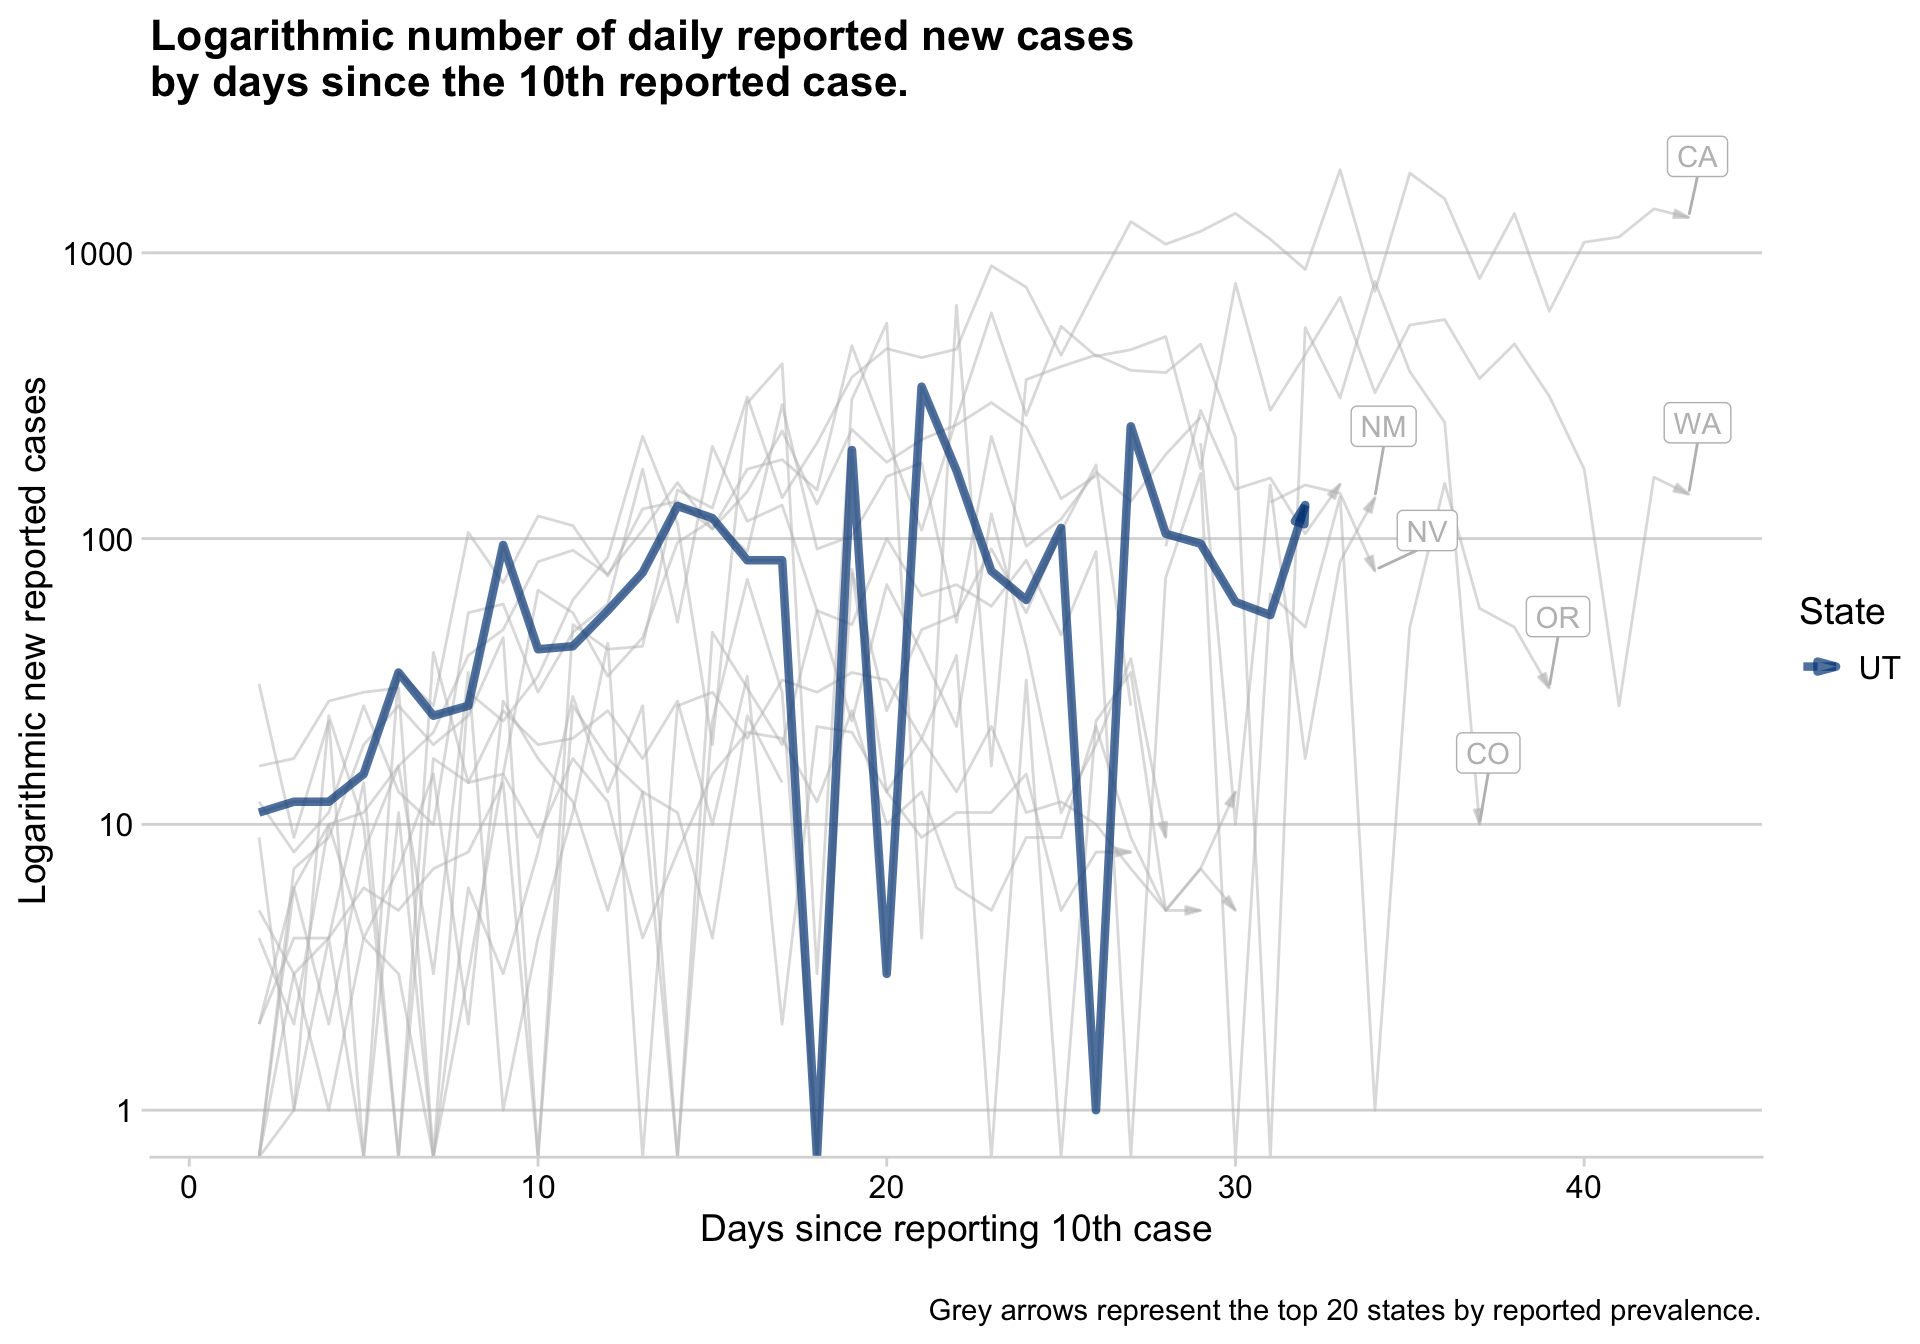 Logarithmic number of daily reported new cases
by days since the 10th reported case.
CA
1000
NM
WA
NV
100
OR
State
UT
CO
10
1
Logarithmic new reported cases
0 10 20 30 40
Days since reporting 10th case
Grey arrows represent the top 20 states by reported prevalence.